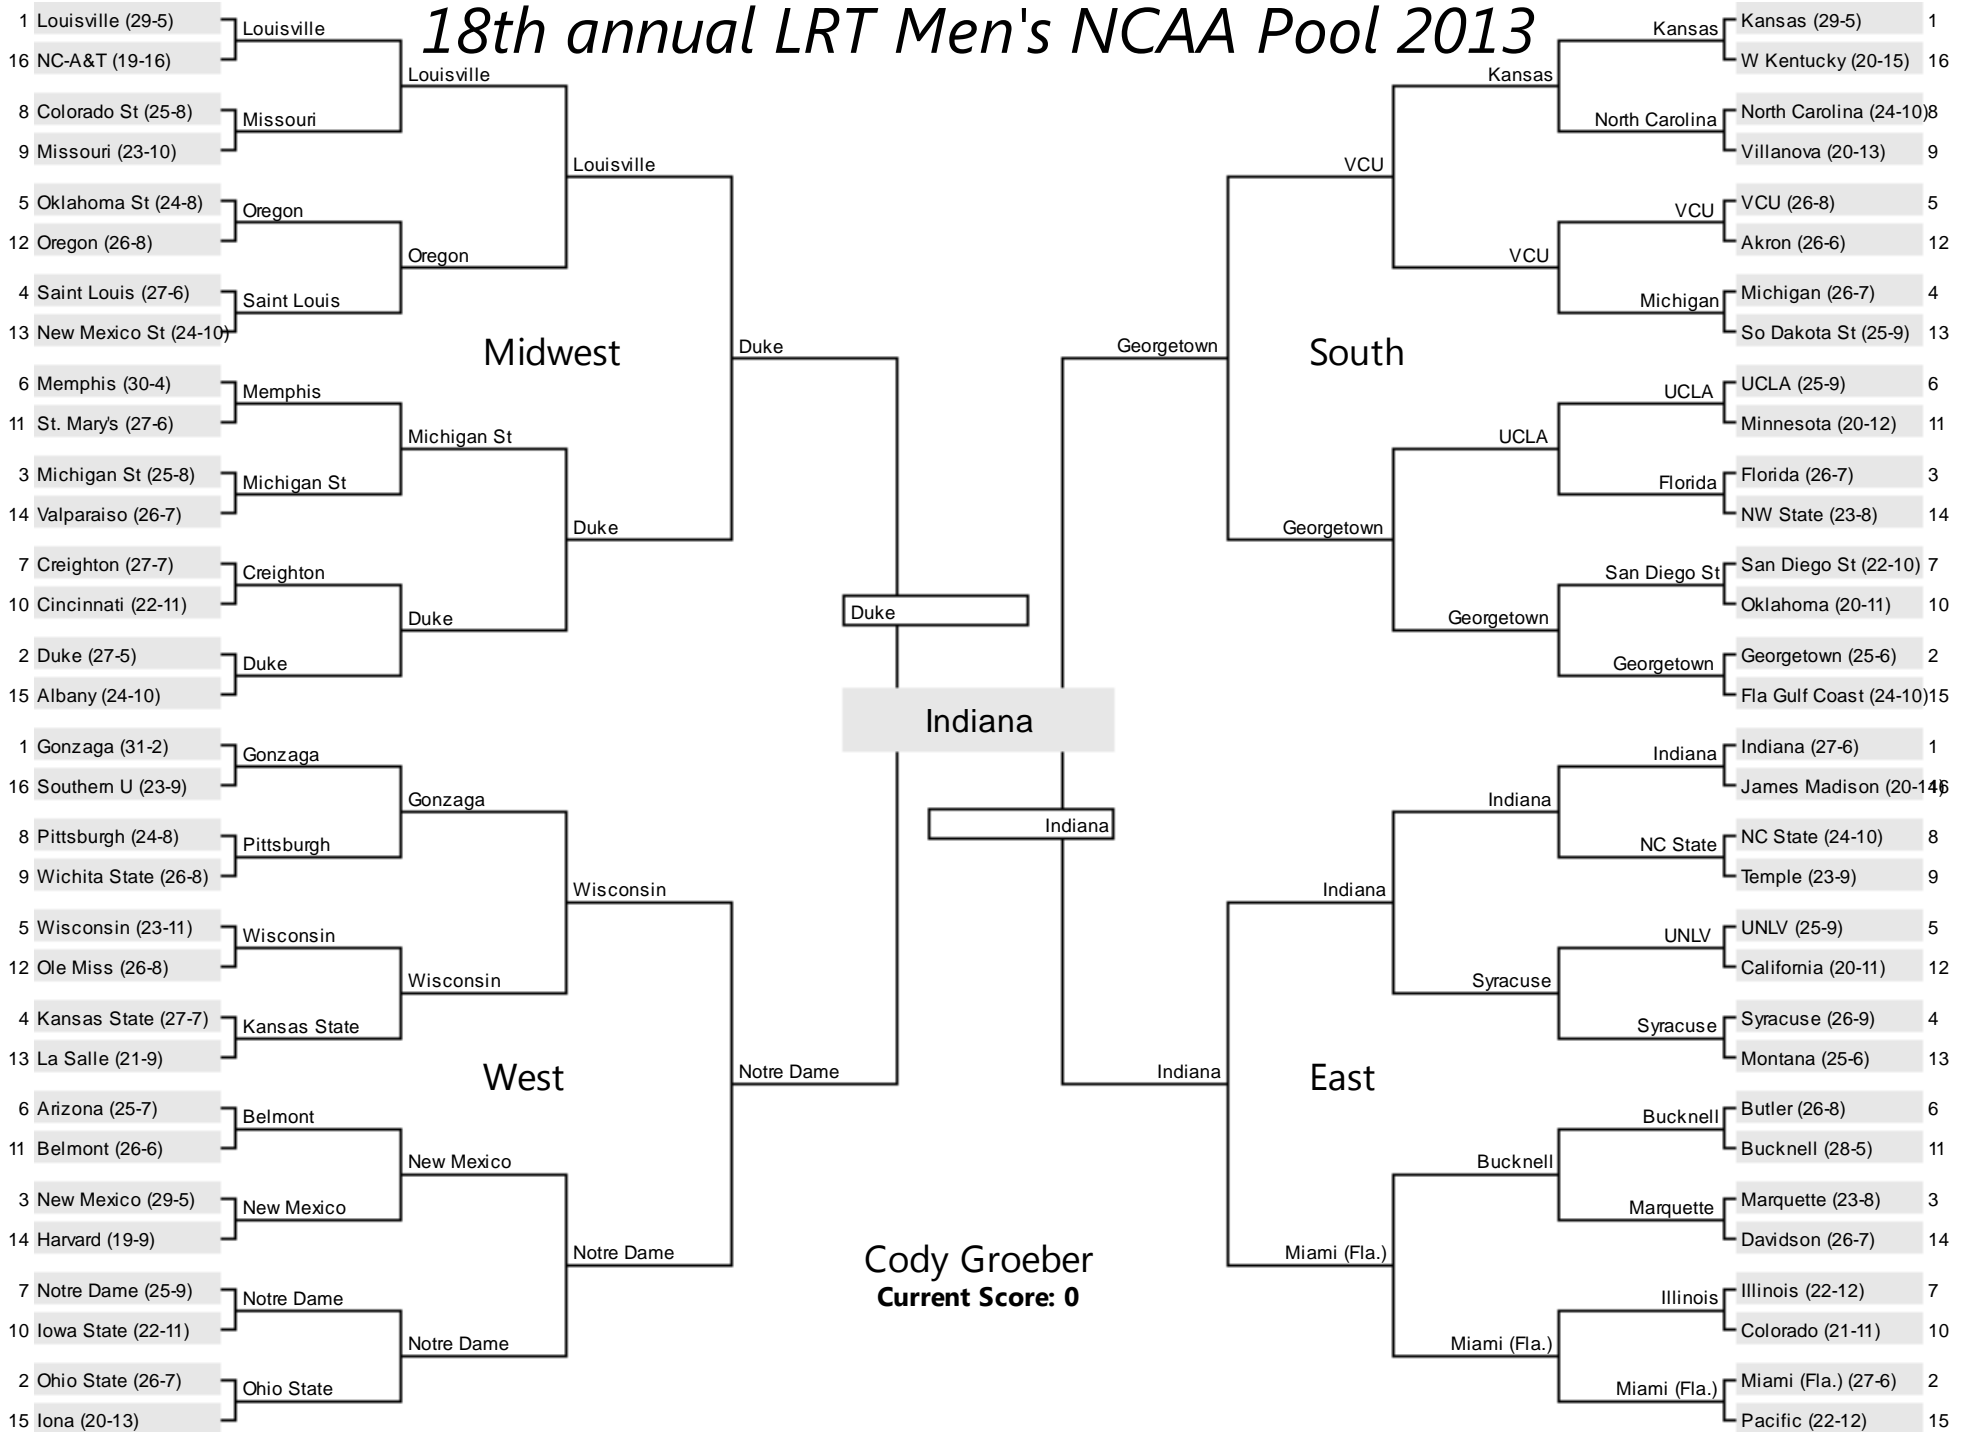 18th annual LRT Men's NCAA Pool 2013
1 Louisville (29-5)
16 NC-A&T (19-16)
8 Colorado St (25-8)
9 Missouri (23-10)
5 Oklahoma St (24-8)
12 Oregon (26-8)
4 Saint Louis (27-6)
13 New Mexico St (24-10)
6 Memphis (30-4)
11 St. Mary's (27-6)
3 Michigan St (25-8)
14 Valparaiso (26-7)
7 Creighton (27-7)
10 Cincinnati (22-11)
2 Duke (27-5)
15 Albany (24-10)
Louisville
Missouri
Oregon
Saint Louis
Memphis
Michigan St
Creighton
Duke
Louisville
Oregon
Michigan St
Duke
Louisville
Duke
Midwest
Duke
1 Gonzaga (31-2)
16 Southern U (23-9)
8 Pittsburgh (24-8)
9 Wichita State (26-8)
5 Wisconsin (23-11)
12 Ole Miss (26-8)
4 Kansas State (27-7)
13 La Salle (21-9)
6 Arizona (25-7)
11 Belmont (26-6)
3 New Mexico (29-5)
14 Harvard (19-9)
7 Notre Dame (25-9)
10 Iowa State (22-11)
2 Ohio State (26-7)
15 Iona (20-13)
Gonzaga
Pittsburgh
Wisconsin
Kansas State
Belmont
New Mexico
Notre Dame
Ohio State
Gonzaga
Wisconsin
New Mexico
Notre Dame
Wisconsin
Notre Dame
West
Notre Dame
Duke
Indiana
Indiana
Cody Groeber
Current Score: 0
Kansas (29-5) 1
W Kentucky (20-15) 16
North Carolina (24-10) 8
Villanova (20-13) 9
VCU (26-8) 5
Akron (26-6) 12
Michigan (26-7) 4
So Dakota St (25-9) 13
UCLA (25-9) 6
Minnesota (20-12) 11
Florida (26-7) 3
NW State (23-8) 14
San Diego St (22-10) 7
Oklahoma (20-11) 10
Georgetown (25-6) 2
Fla Gulf Coast (24-10) 15
Kansas
North Carolina
VCU
Michigan
UCLA
Florida
San Diego St
Georgetown
Kansas
VCU
UCLA
Georgetown
VCU
Georgetown
South
Georgetown
Indiana (27-6) 1
James Madison (20-14) 16
NC State (24-10) 8
Temple (23-9) 9
UNLV (25-9) 5
California (20-11) 12
Syracuse (26-9) 4
Montana (25-6) 13
Butler (26-8) 6
Bucknell (28-5) 11
Marquette (23-8) 3
Davidson (26-7) 14
Illinois (22-12) 7
Colorado (21-11) 10
Miami (Fla.) (27-6) 2
Pacific (22-12) 15
Indiana
NC State
UNLV
Syracuse
Bucknell
Marquette
Illinois
Miami (Fla.)
Indiana
Syracuse
Bucknell
Miami (Fla.)
Indiana
Miami (Fla.)
East
Indiana